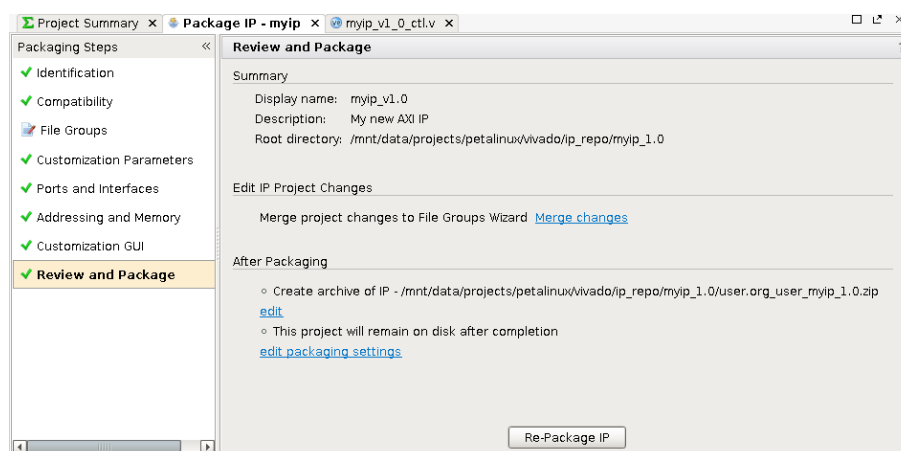 Project Summary × Package IP - myip × myip_v1_0_ctl.v ×
Packaging Steps «
Identification
Compatibility
File Groups
Customization Parameters
Ports and Interfaces
Addressing and Memory
Customization GUI
Review and Package
Review and Package
Summary
Display name: myip_v1.0
Description: My new AXI IP
Root directory: /mnt/data/projects/petalinux/vivado/ip_repo/myip_1.0
Edit IP Project Changes
Merge project changes to File Groups Wizard Merge changes
After Packaging
Create archive of IP - /mnt/data/projects/petalinux/vivado/ip_repo/myip_1.0/user.org_user_myip_1.0.zip
edit
This project will remain on disk after completion
edit packaging settings
Re-Package IP